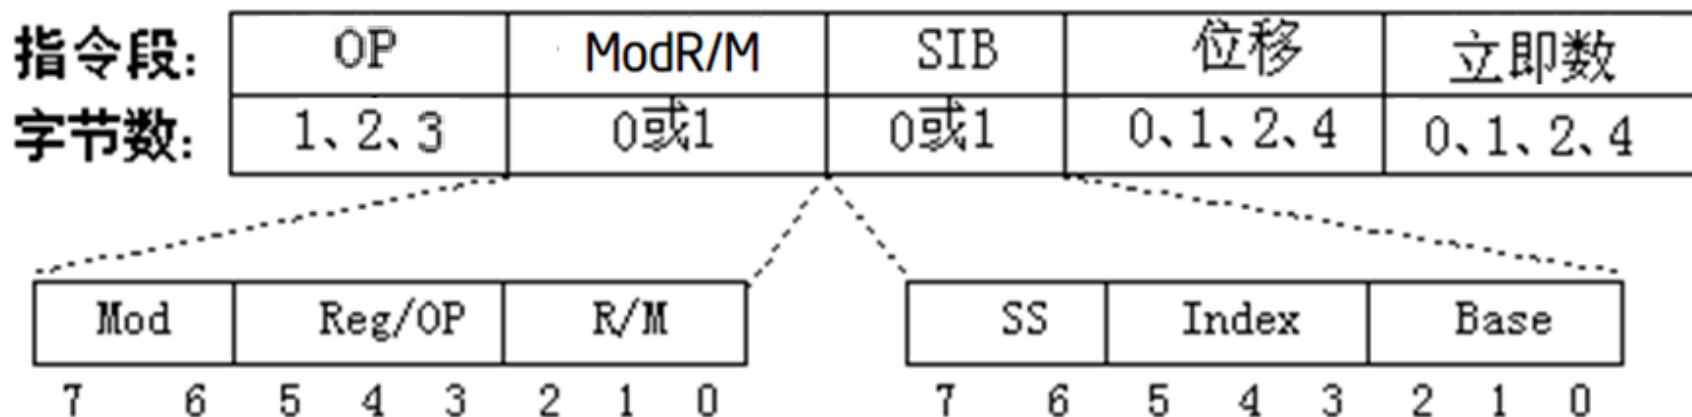 指令段: OP ModR/M SIB 位移 立即数
字节数: 1、2、3 0或1 0或1 0、1、2、4 0、1、2、4
Mod Reg/OP R/M SS Index Base
7 6 5 4 3 2 1 0 7 6 5 4 3 2 1 0